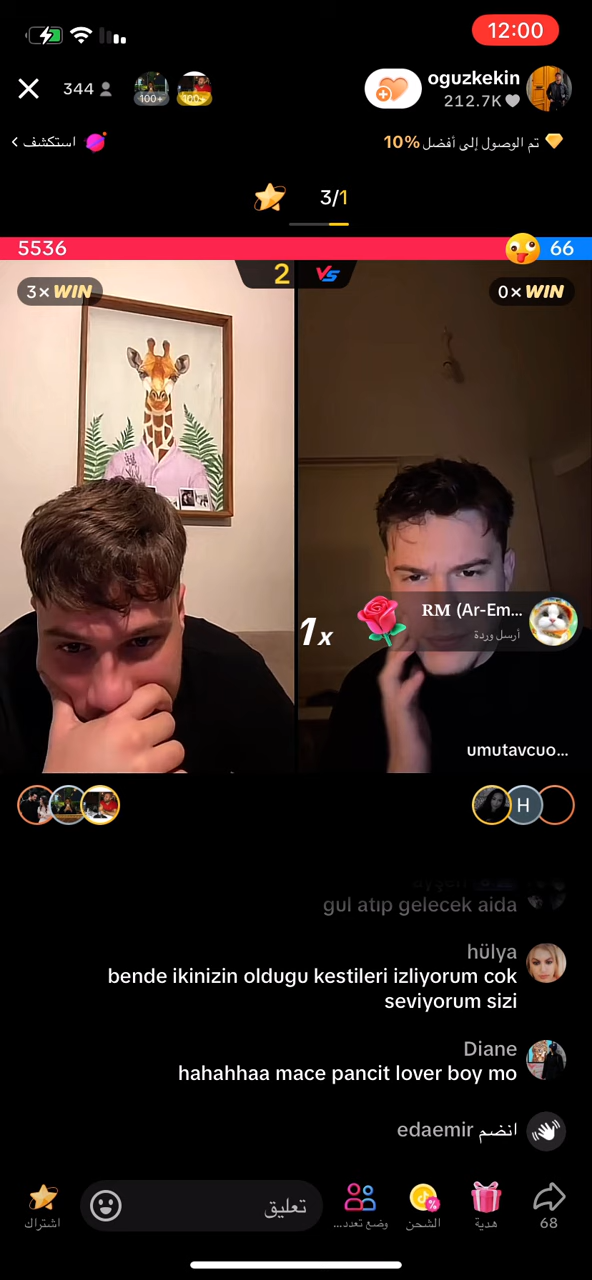 12:00
344
100+
100+
oguzkekin
212.7K
استكشف >
تم الوصول إلى أفضل 10%
3/1
5536
66
3× WIN
2
VS
0× WIN
1x
RM (Ar-Em...
أرسل وردة
umutavcuo...
H
ayşen
gul atıp gelecek aida
hülya
bende ikinizin oldugu kestileri izliyorum cok
seviyorum sizi
Diane
hahahhaa mace pancit lover boy mo
edaemir انضم
اشتراك
تعليق
وضع تعدد...
الشحن
هدية
68